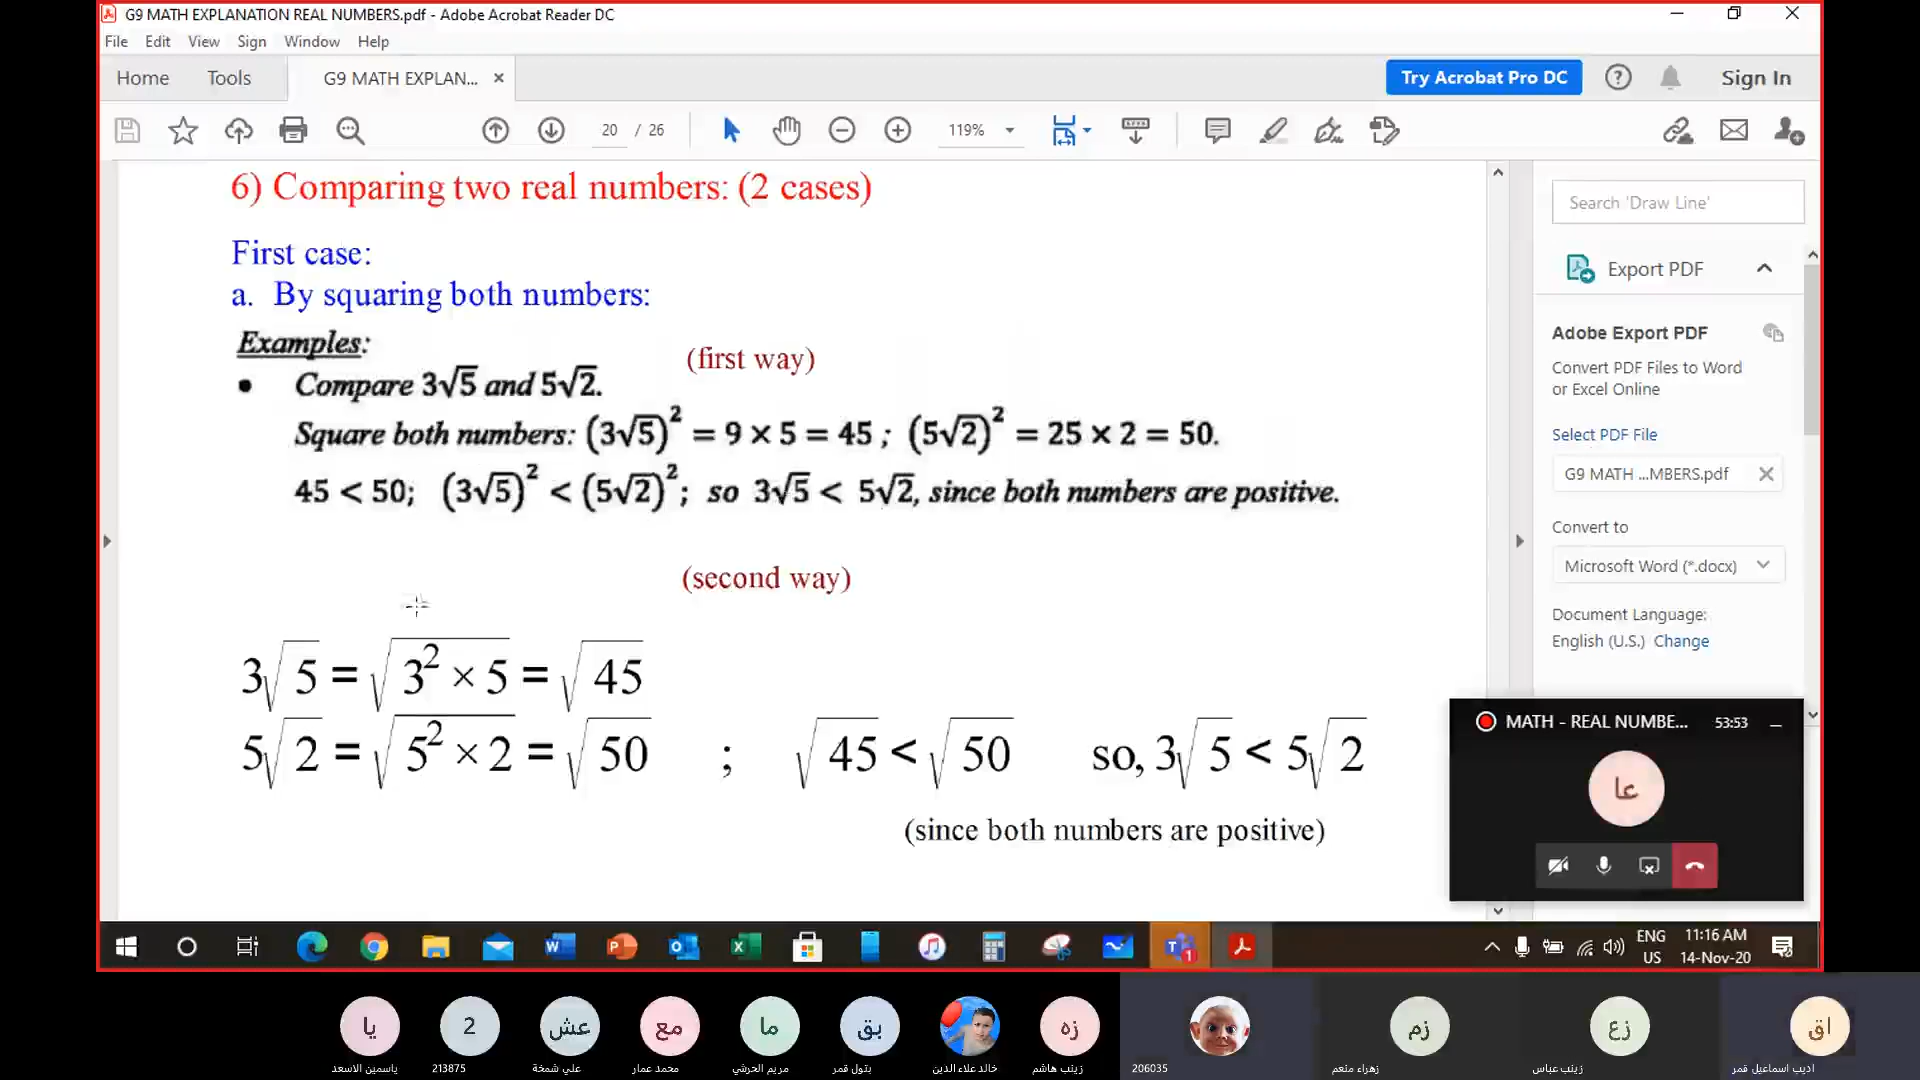 G9 MATH EXPLANATION REAL NUMBERS.pdf - Adobe Acrobat Reader DC
File Edit View Sign Window Help
Home Tools G9 MATH EXPLAN... × Try Acrobat Pro DC Sign In
20 / 26 119%
6) Comparing two real numbers: (2 cases)
First case:
a. By squaring both numbers:
Examples:
(first way)
• Compare 3√5 and 5√2.
Square both numbers: (3√5)² = 9 × 5 = 45 ; (5√2)² = 25 × 2 = 50.
45 < 50; (3√5)² < (5√2)²; so 3√5 < 5√2, since both numbers are positive.
(second way)
3√5 = √3² × 5 = √45
5√2 = √5² × 2 = √50 ; √45 < √50 so, 3√5 < 5√2
(since both numbers are positive)
Search 'Draw Line'
Export PDF
Adobe Export PDF
Convert PDF Files to Word
or Excel Online
Select PDF File
G9 MATH ...MBERS.pdf
Convert to
Microsoft Word (*.docx)
Document Language:
English (U.S.) Change
MATH - REAL NUMBE... 53:53
عا
ENG 11:16 AM
US 14-Nov-20
يا 2 عش مع ما بق زه زم زع اق
ياسمين الاسعد 213875 علي شمخة محمد عمار مريم الحرشي بتول قمر خالد علاء الدين زينب هاشم 206035 زهراء منعم زينب عباس اديب اسماعيل قمر